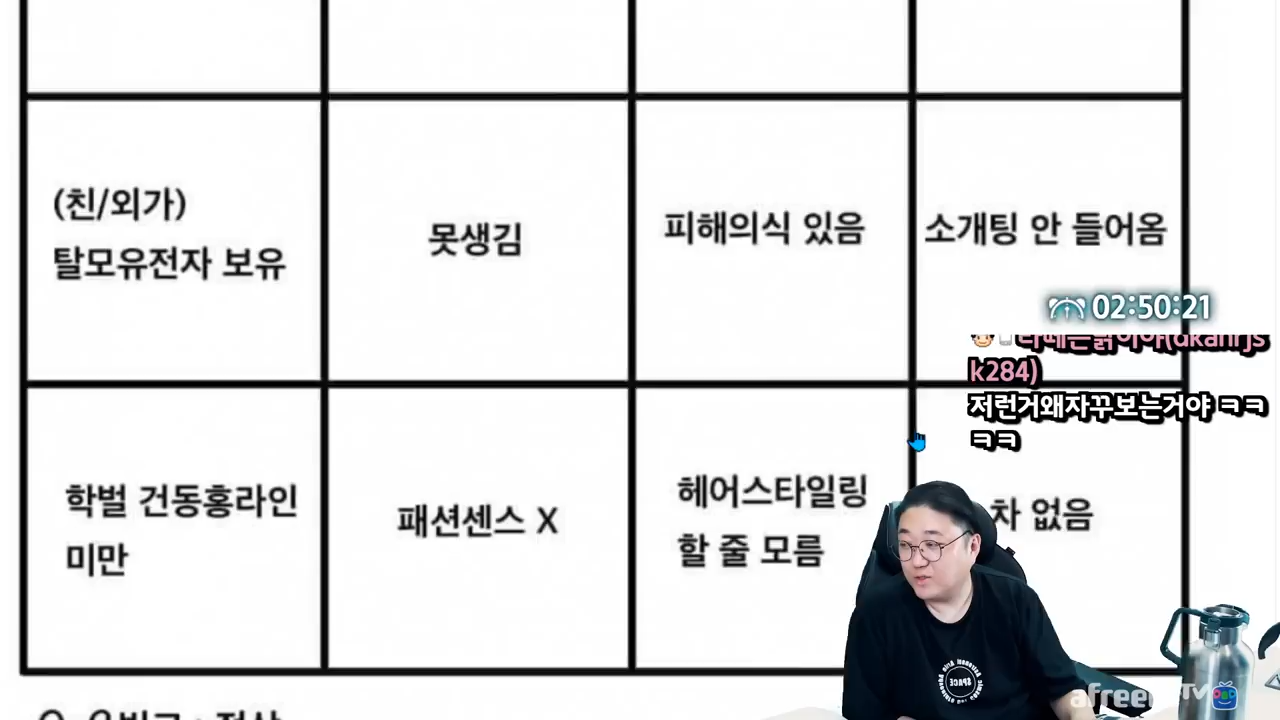 (친/외가)
탈모유전자 보유
못생김
피해의식 있음
소개팅 안 들어옴
02:50:21
k284)
저런거왜자꾸보는거야 ㅋㅋ
ㅋㅋ
학벌 건동홍라인
미만
패션센스 X
헤어스타일링
할 줄 모름
차 없음
SPACE
afreecaTV